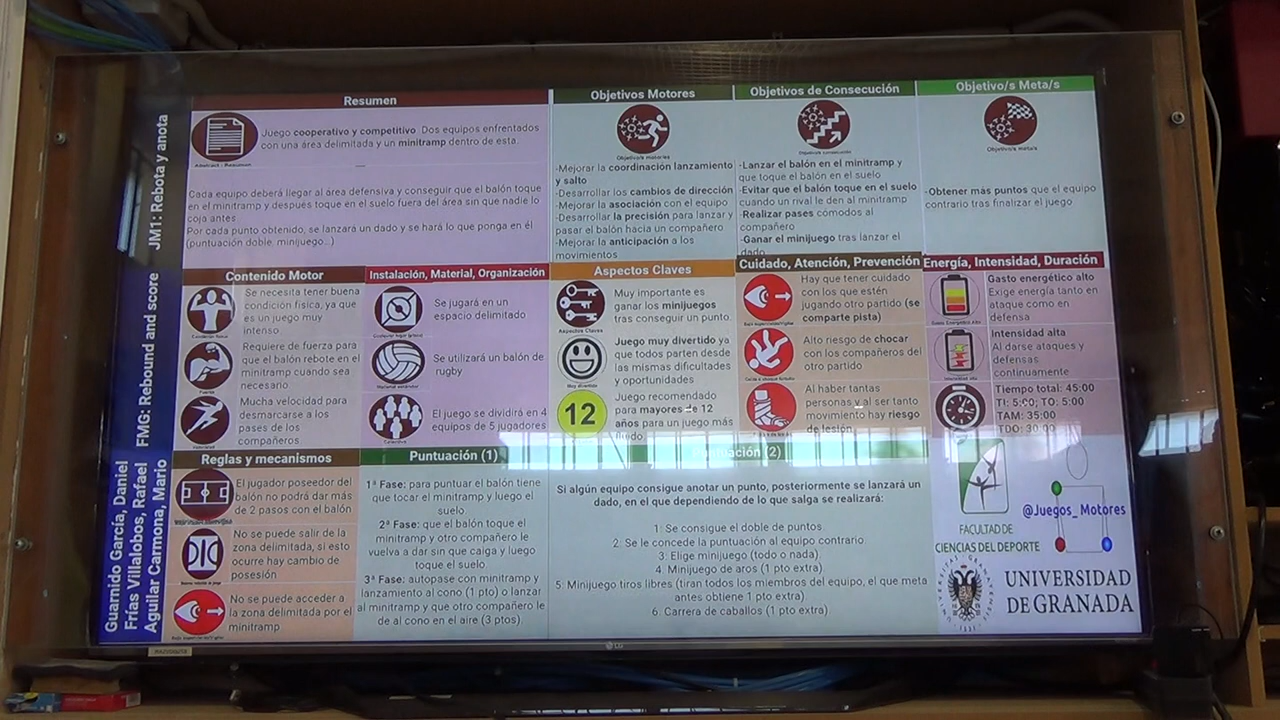 JM1: Rebota y anota
FMG: Rebound and score
Guarnido García, Daniel
Frías Villalobos, Rafael
Aguilar Carmona, Mario
Resumen
Juego cooperativo y competitivo. Dos equipos enfrentados
con una área delimitada y un minitramp dentro de esta.
Cada equipo deberá llegar al área defensiva y conseguir que el balón toque
en el minitramp y después toque en el suelo fuera del área sin que nadie lo
coja antes
Por cada punto obtenido, se lanzara un dado y se hará lo que ponga en él
(puntuación doble, minijuego...)
Objetivos Motores
Objetivo/s motor/es
-Mejorar la coordinación lanzamiento
y salto
-Desarrollar los cambios de dirección
-Mejorar la asociación con el equipo
-Desarrollar la precisión para lanzar y
pasar el balón hacia un compañero
-Mejorar la anticipación a los
movimientos
Objetivos de Consecución
-Lanzar el balón en el minitramp y
que toque el balón en el suelo
-Evitar que el balón toque en el suelo
cuando un rival le den al minitramp
-Realizar pases cómodos al
compañero
-Ganar el minijuego tras lanzar el
dado
Objetivo/s Meta/s
Objetivo/s meta/s
-Obtener más puntos que el equipo
contrario tras finalizar el juego
Contenido Motor
Se necesita tener buena
condición física, ya que
es un juego muy
intenso
Requiere de fuerza para
que el balón rebote en el
minitramp cuando sea
necesario
Mucha velocidad para
desmarcarse a los
pases de los
compañeros
Instalación, Material, Organización
Se jugará en un
espacio delimitado
Se utilizará un balón de
rugby
El juego se dividirá en 4
equipos de 5 jugadores
Aspectos Claves
Aspectos Claves
Muy importante es
ganar los minijuegos
tras conseguir un punto.
Muy divertido
Juego muy divertido ya
que todos parten desde
las mismas dificultades
y oportunidades
12
Juego recomendado
para mayores de 12
años para un juego más
fluido
Cuidado, Atención, Prevención
Hay que tener cuidado
con los que estén
jugando otro partido (se
comparte pista)
Alto riesgo de chocar
con los compañeros del
otro partido
Al haber tantas
personas y al ser tanto
movimiento hay riesgo
de lesión
Energía, Intensidad, Duración
Gasto energético alto
Exige energía tanto en
ataque como en
defensa
Intensidad alta
Al darse ataques y
defensas
continuamente
Tiempo total: 45:00
TI: 5:00; TO: 5:00
TAM: 35:00
TDO: 30:00
Reglas y mecanismos
El jugador poseedor del
balón no podrá dar más
de 2 pasos con el balón
No se puede salir de la
zona delimitada, si esto
ocurre hay cambio de
posesión
No se puede acceder a
la zona delimitada por el
minitramp
Puntuación (1)
1ª Fase: para puntuar el balón tiene
que tocar el minitramp y luego el
suelo
2ª Fase: que el balón toque el
minitramp y otro compañero le
vuelva a dar sin que caiga y luego
toque el suelo
3ª Fase: autopase con minitramp y
lanzamiento al cono (1 pto) o lanzar
al minitramp y que otro compañero le
de al cono en el aire (3 ptos).
Puntuación (2)
Si algún equipo consigue anotar un punto, posteriormente se lanzará un
dado, en el que dependiendo de lo que salga se realizará:
1: Se consigue el doble de puntos
2. Se le concede la puntuación al equipo contrario
3: Elige minijuego (todo o nada)
4. Minijuego de aros (1 pto extra).
5: Minijuego tiros libres (tiran todos los miembros del equipo, el que meta
antes obtiene 1 pto extra)
6. Carrera de caballos (1 pto extra)
@Juegos_Motores
FACULTAD DE
CIENCIAS DEL DEPORTE
UNIVERSIDAD
DE GRANADA
LG